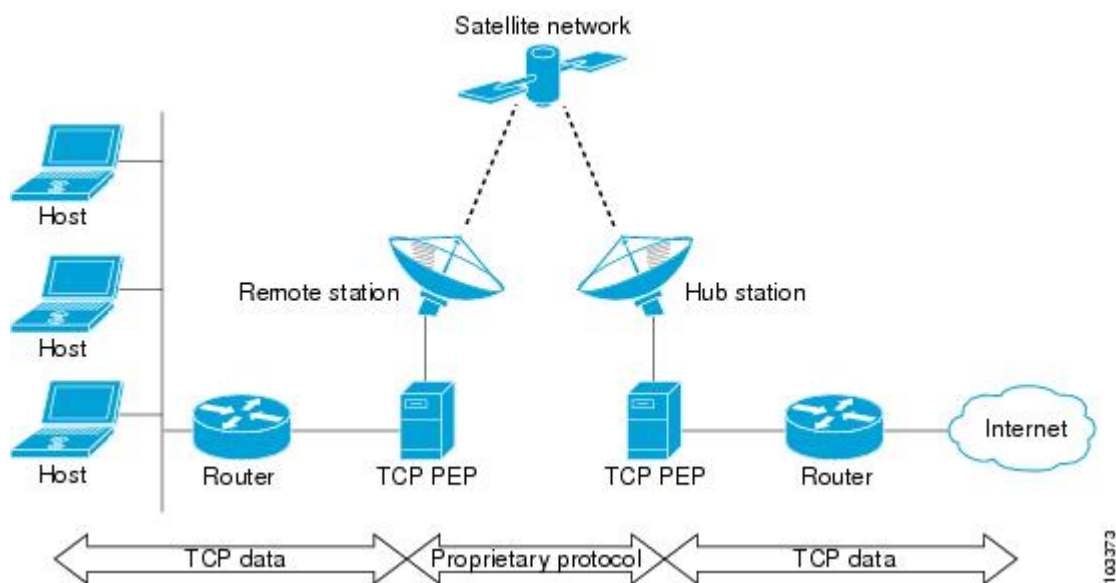 Satellite network
Host
Remote station
Hub station
Host
Internet
Host
Router
TCP PEP
TCP PEP
Router
TCP data
Proprietary protocol
TCP data